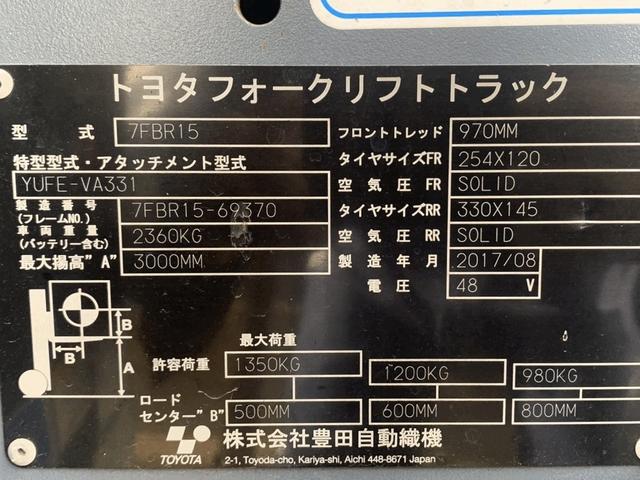 トヨタフォークリフトトラック
型 式 7FBR15
特型型式・アタッチメント型式
YUFE-VA331
製造番号 (フレームNO.) 7FBR15-69370
車両重量 (バッテリー含む) 2360KG
最大揚高"A" 3000MM
フロントトレッド 970MM
タイヤサイズFR 254X120
空気圧 FR SOLID
タイヤサイズRR 330X145
空気圧 RR SOLID
製造年月 2017/08
電圧 48 V
B
B
A
最大荷重
許容荷重 1350KG 1200KG 980KG
ロード
センター"B" 500MM 600MM 800MM
TOYOTA
株式会社豊田自動織機
2-1, Toyoda-cho, Kariya-shi, Aichi 448-8671 Japan